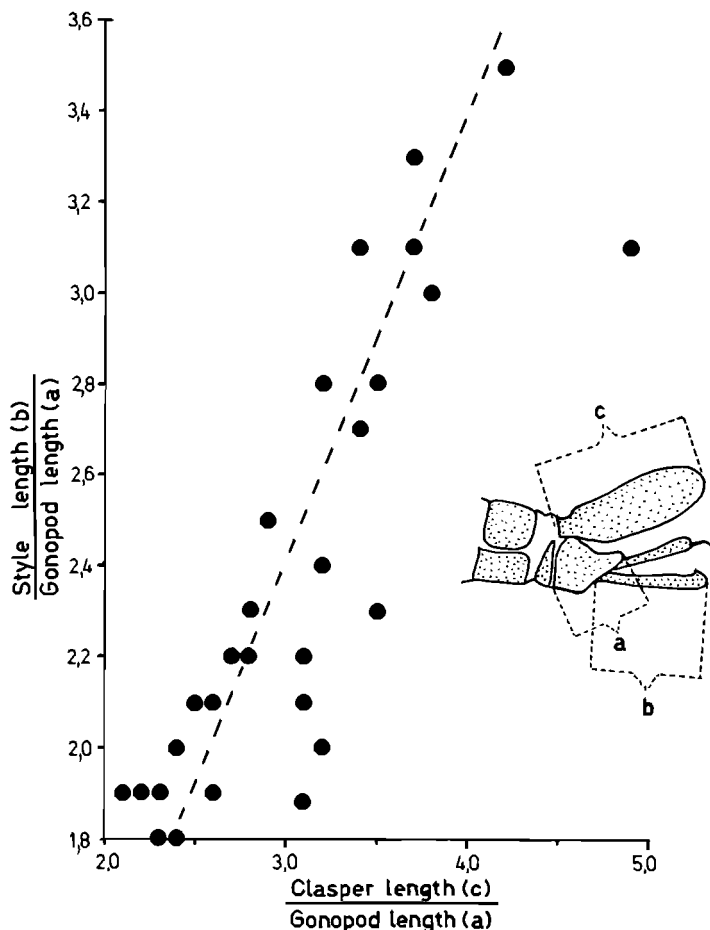 3,6
3,4
3,2
3,0
2,8
2,6
2,4
2,2
2,0
1,8
Style length (b)
Gonopod length (a)
2,0 3,0 4,0 5,0
Clasper length (c)
Gonopod length (a)
c
a
b